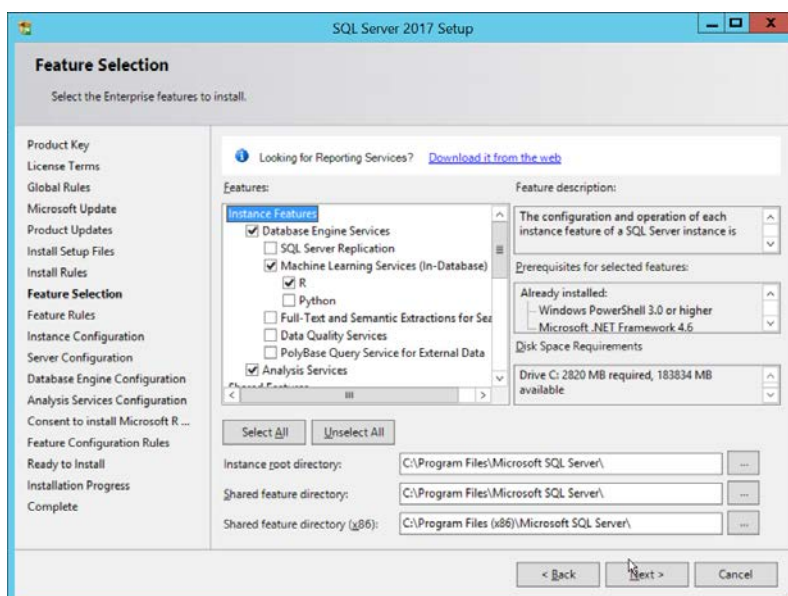 SQL Server 2017 Setup
Feature Selection
Select the Enterprise features to install.
Product Key
License Terms
Global Rules
Microsoft Update
Product Updates
Install Setup Files
Install Rules
Feature Selection
Feature Rules
Instance Configuration
Server Configuration
Database Engine Configuration
Analysis Services Configuration
Consent to install Microsoft R ...
Feature Configuration Rules
Ready to Install
Installation Progress
Complete
Looking for Reporting Services? Download it from the web
Features:
Instance Features
Database Engine Services
SQL Server Replication
Machine Learning Services (In-Database)
R
Python
Full-Text and Semantic Extractions for Sea
Data Quality Services
PolyBase Query Service for External Data
Analysis Services
Shared Features
Feature description:
The configuration and operation of each
instance feature of a SQL Server instance is
Prerequisites for selected features:
Already installed:
Windows PowerShell 3.0 or higher
Microsoft .NET Framework 4.6
Disk Space Requirements
Drive C: 2820 MB required, 183834 MB
available
Select All
Unselect All
Instance root directory:
C:\Program Files\Microsoft SQL Server\
...
Shared feature directory:
C:\Program Files\Microsoft SQL Server\
...
Shared feature directory (x86):
C:\Program Files (x86)\Microsoft SQL Server\
...
< Back
Next >
Cancel